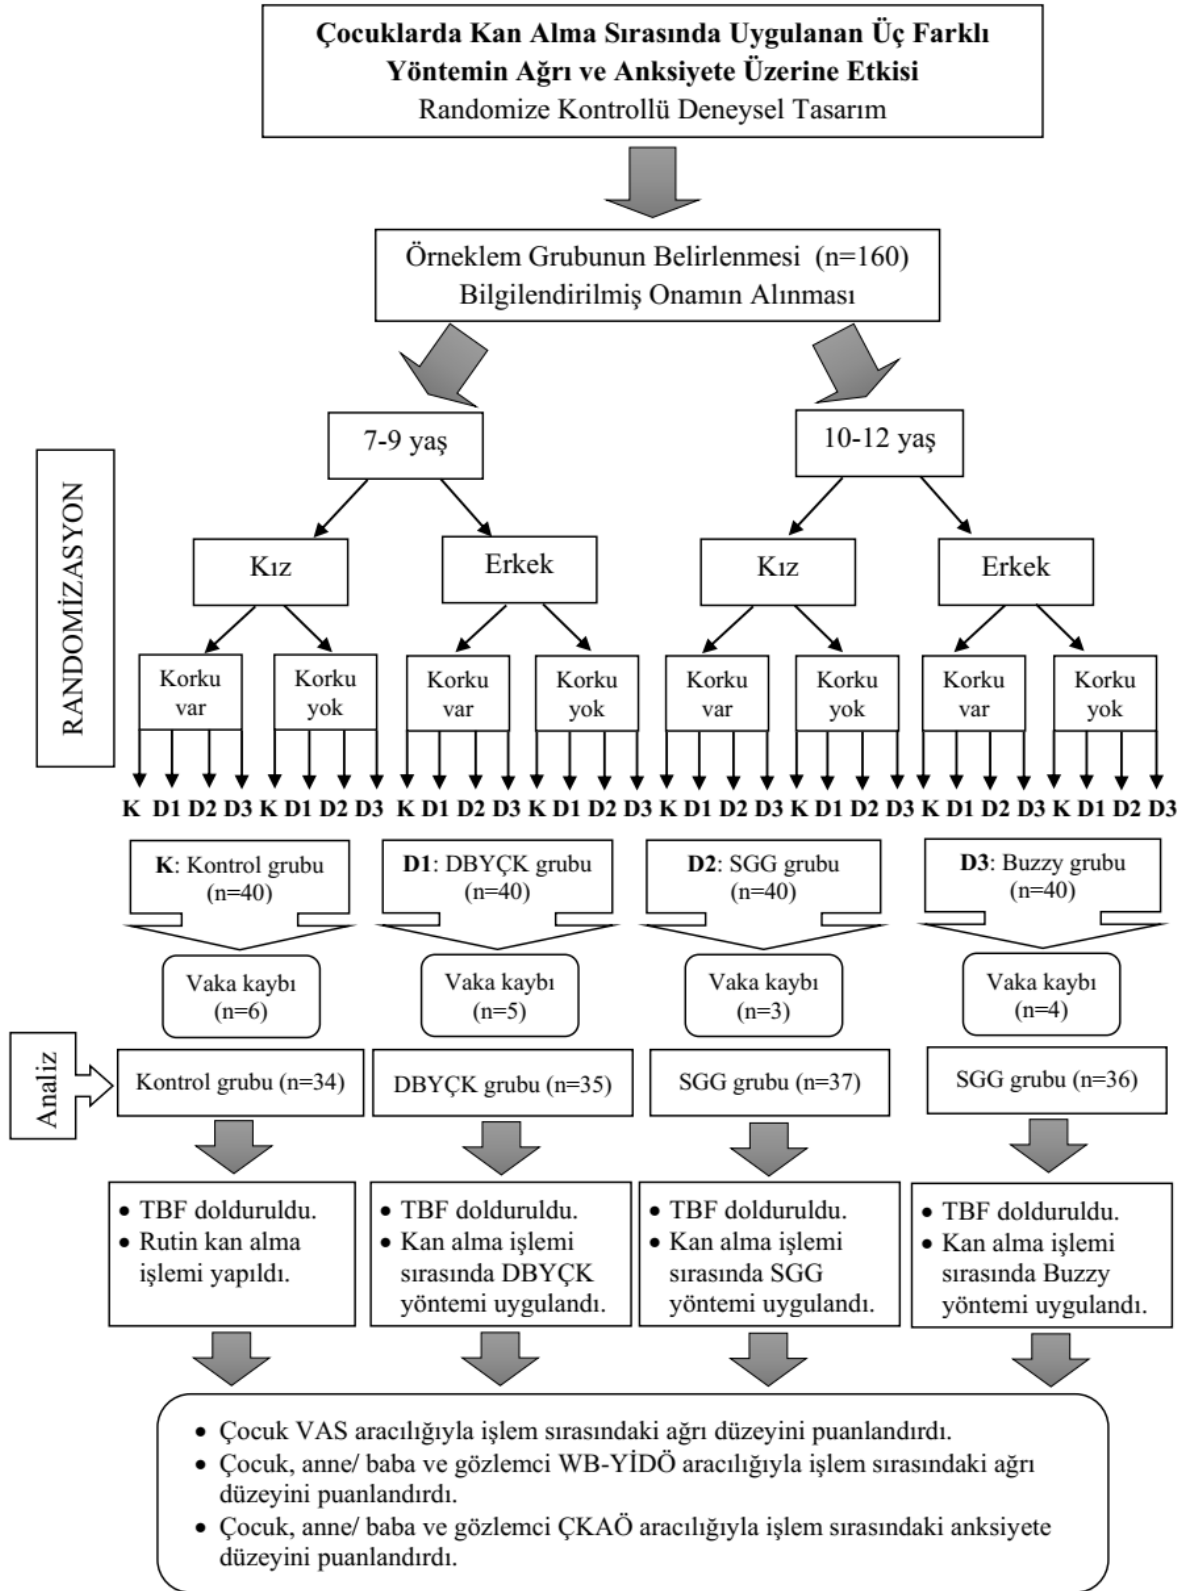 Çocuklarda Kan Alma Sırasında Uygulanan Üç Farklı
Yöntemin Ağrı ve Anksiyete Üzerine Etkisi
Randomize Kontrollü Deneysel Tasarım
Örneklem Grubunun Belirlenmesi (n=160)
Bilgilendirilmiş Onamın Alınması
RANDOMİZASYON
7-9 yaş
10-12 yaş
Kız
Erkek
Kız
Erkek
Korku
var
Korku
yok
Korku
var
Korku
yok
Korku
var
Korku
yok
Korku
var
Korku
yok
K D1 D2 D3 K D1 D2 D3 K D1 D2 D3 K D1 D2 D3 K D1 D2 D3 K D1 D2 D3 K D1 D2 D3 K D1 D2 D3
K: Kontrol grubu
(n=40)
D1: DBYÇK grubu
(n=40)
D2: SGG grubu
(n=40)
D3: Buzzy grubu
(n=40)
Vaka kaybı
(n=6)
Vaka kaybı
(n=5)
Vaka kaybı
(n=3)
Vaka kaybı
(n=4)
Analiz
Kontrol grubu (n=34)
DBYÇK grubu (n=35)
SGG grubu (n=37)
SGG grubu (n=36)
• TBF dolduruldu.
• Rutin kan alma
işlemi yapıldı.
• TBF dolduruldu.
• Kan alma işlemi
sırasında DBYÇK
yöntemi uygulandı.
• TBF dolduruldu.
• Kan alma işlemi
sırasında SGG
yöntemi uygulandı.
• TBF dolduruldu.
• Kan alma işlemi
sırasında Buzzy
yöntemi uygulandı.
• Çocuk VAS aracılığıyla işlem sırasındaki ağrı düzeyini puanlandırdı.
• Çocuk, anne/ baba ve gözlemci WB-YİDÖ aracılığıyla işlem sırasındaki ağrı
düzeyini puanlandırdı.
• Çocuk, anne/ baba ve gözlemci ÇKAÖ aracılığıyla işlem sırasındaki anksiyete
düzeyini puanlandırdı.